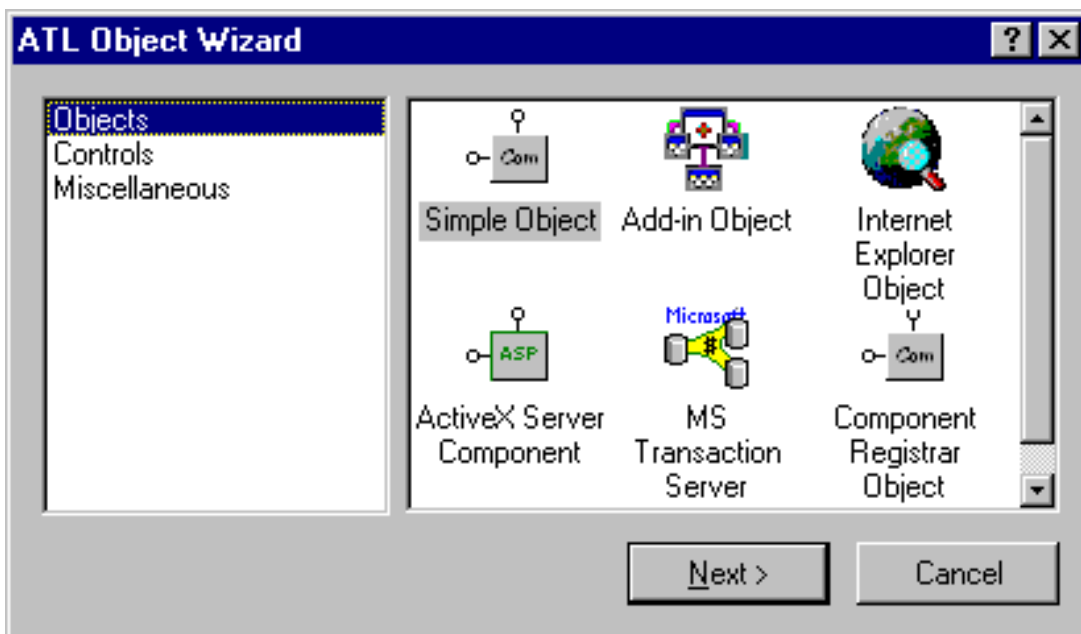 ATL Object Wizard
?
Objects
Controls
Miscellaneous
Com
Simple Object
Add-in Object
Internet
Explorer
Object
ASP
ActiveX Server
Component
Microsoft
#
MS
Transaction
Server
Com
Component
Registrar
Object
Next >
Cancel